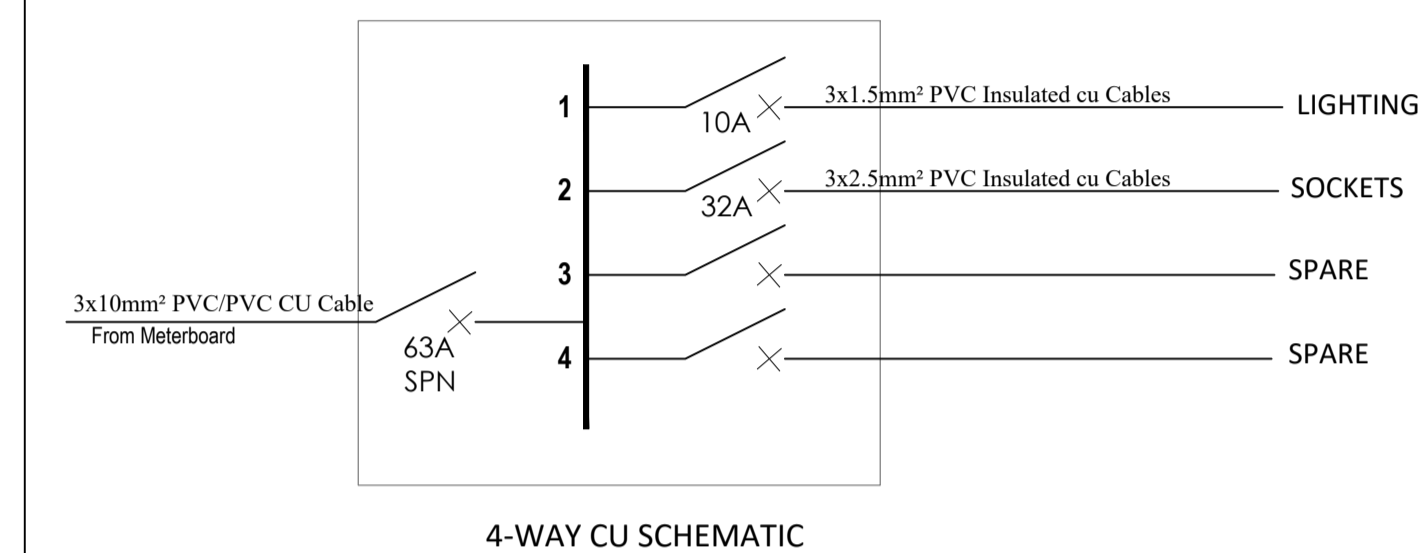 1
10A
3x1.5mm² PVC Insulated cu Cables
LIGHTING
2
32A
3x2.5mm² PVC Insulated cu Cables
SOCKETS
3
SPARE
3x10mm² PVC/PVC CU Cable
From Meterboard
63A
SPN
4
SPARE
4-WAY CU SCHEMATIC